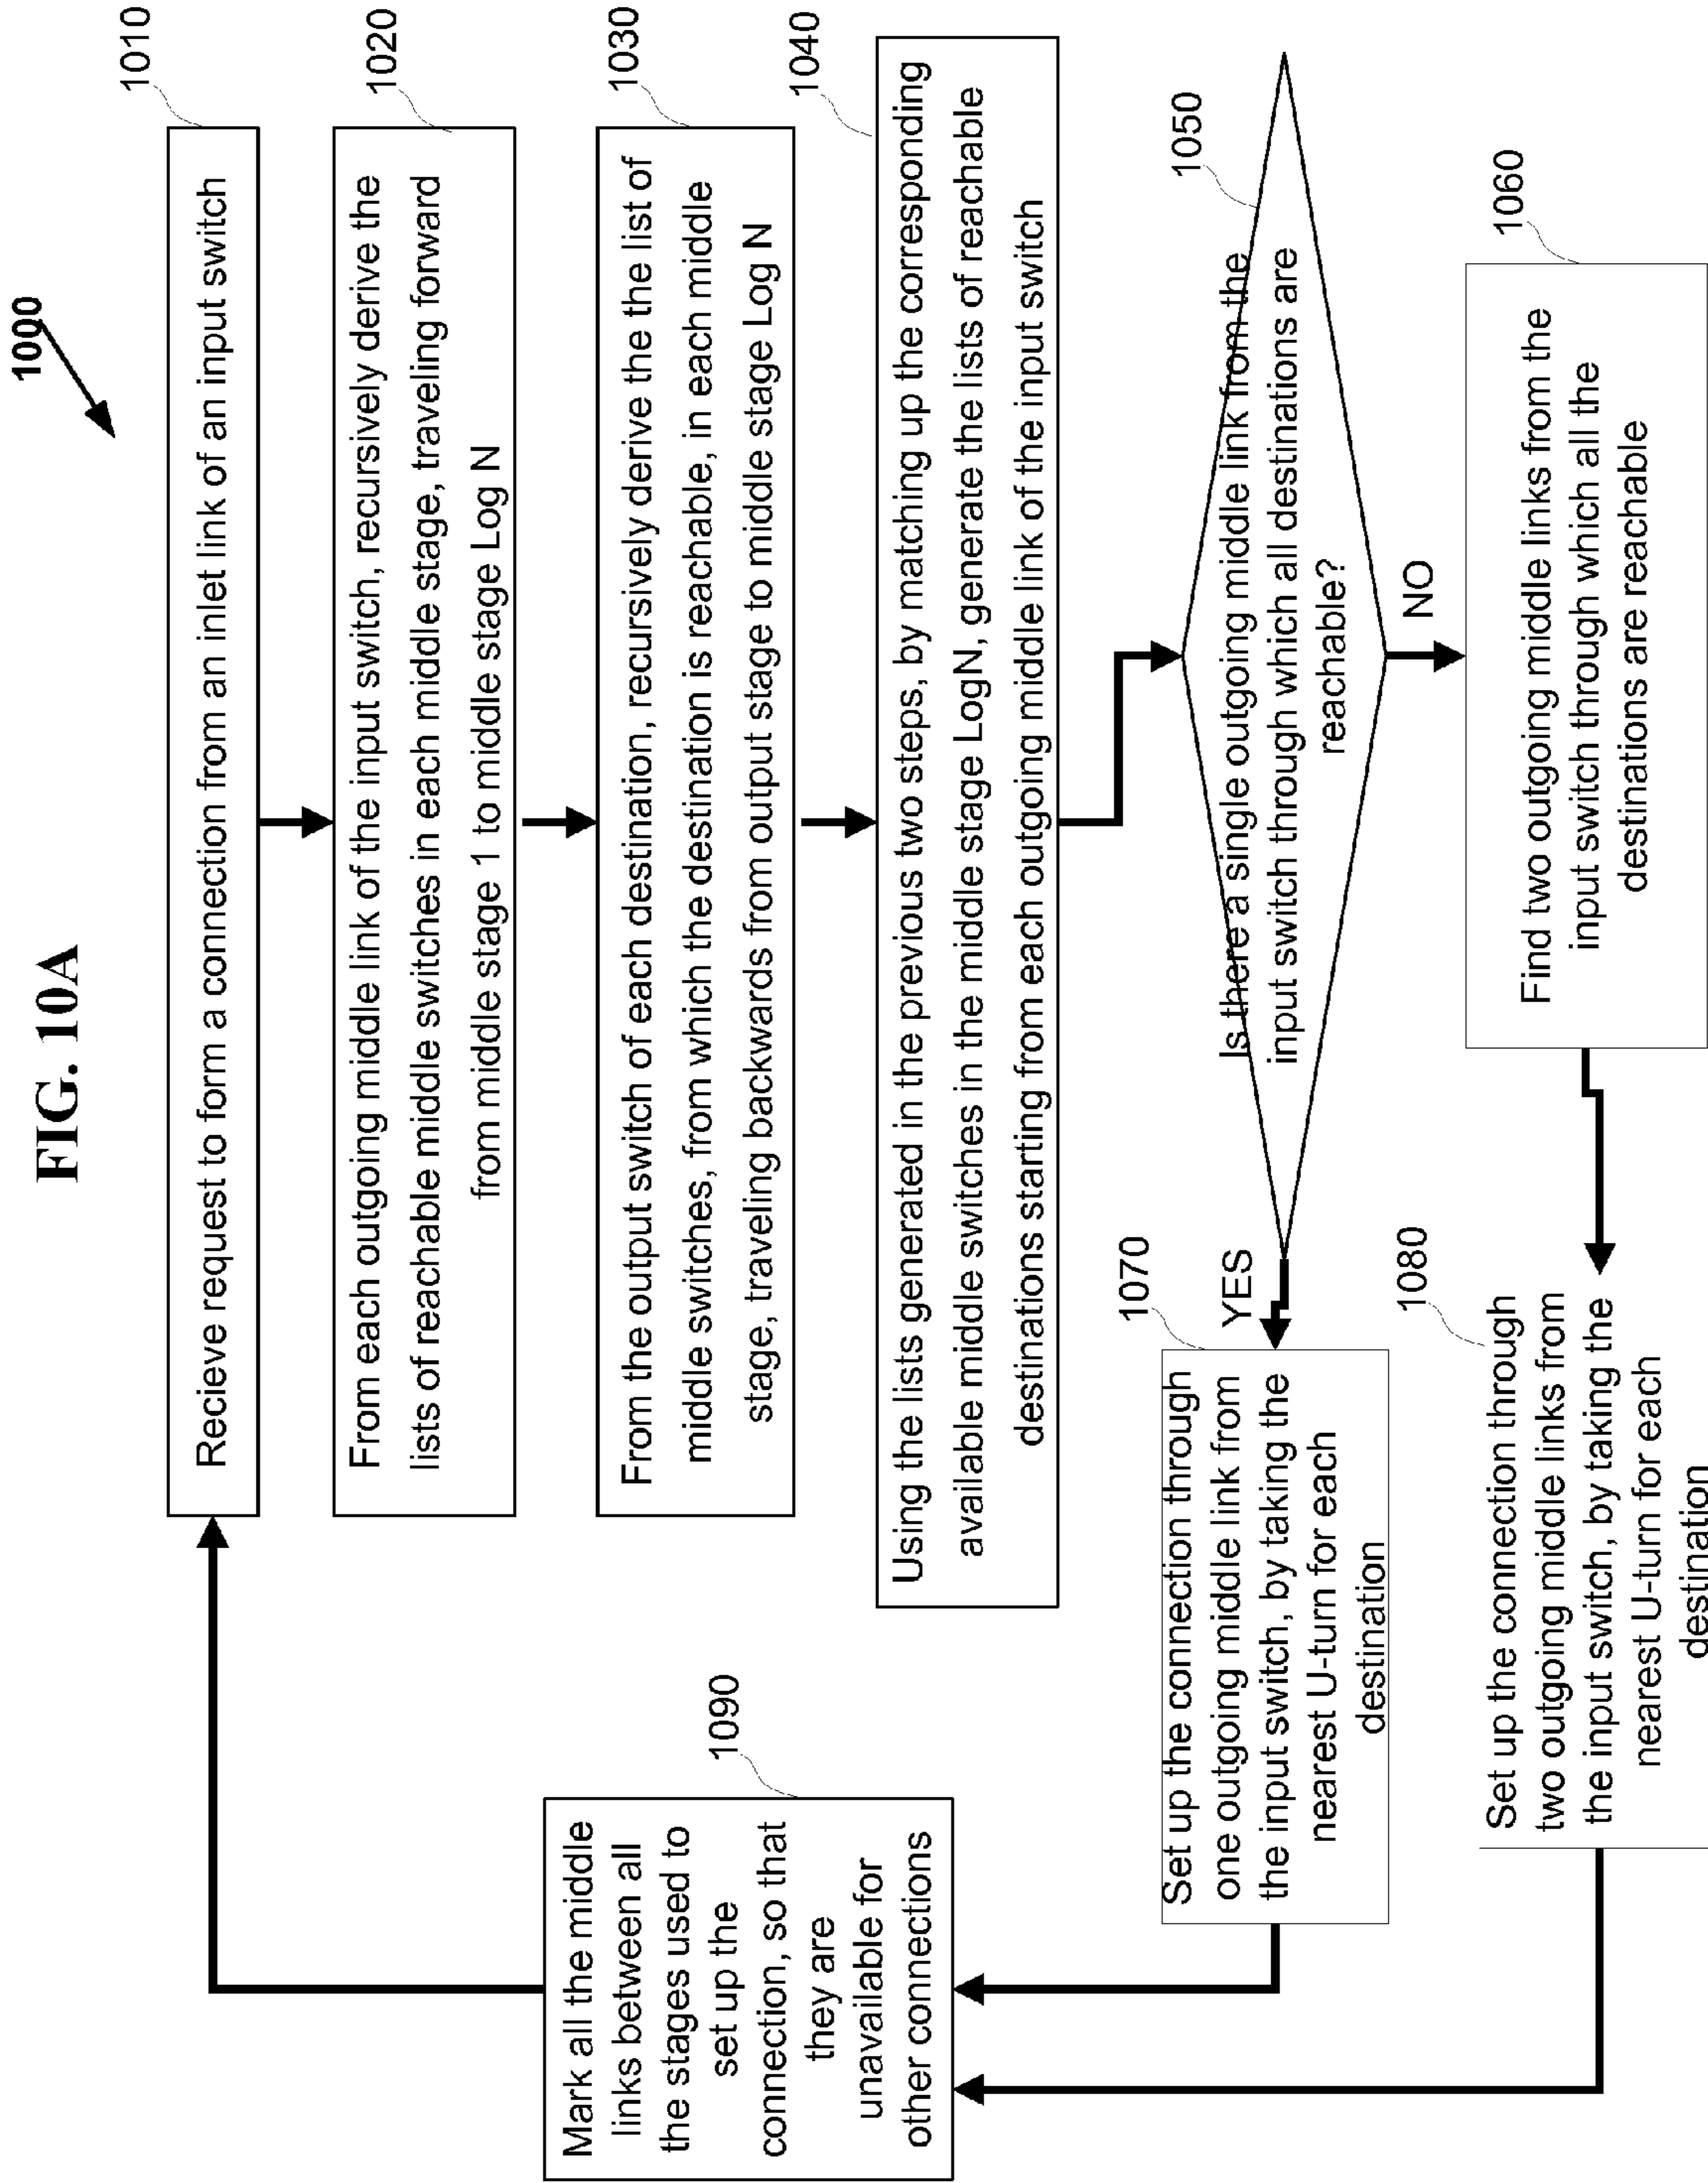 FIG. 10A
1000
1010
Recieve request to form a connection from an inlet link of an input switch
1020
From each outgoing middle link of the input switch, recursively derive the
lists of reachable middle switches in each middle stage, traveling forward
from middle stage 1 to middle stage Log N
1030
From the output switch of each destination, recursively derive the the list of
middle switches, from which the destination is reachable, in each middle
stage, traveling backwards from output stage to middle stage Log N
1040
Using the lists generated in the previous two steps, by matching up the corresponding
available middle switches in the middle stage LogN, generate the lists of reachable
destinations starting from each outgoing middle link of the input switch
1050
Is there a single outgoing middle link from the
input switch through which all destinations are
reachable?
NO
YES
1060
Find two outgoing middle links from the
input switch through which all the
destinations are reachable
1070
Set up the connection through
one outgoing middle link from
the input switch, by taking the
nearest U-turn for each
destination
1080
Set up the connection through
two outgoing middle links from
the input switch, by taking the
nearest U-turn for each
destination
1090
Mark all the middle
links between all
the stages used to
set up the
connection, so that
they are
unavailable for
other connections